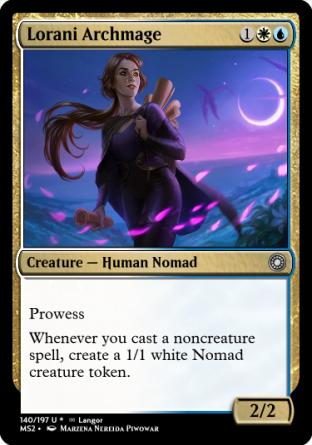 Lorani Archmage 1
Creature — Human Nomad
Prowess
Whenever you cast a noncreature
spell, create a 1/1 white Nomad
creature token.
2/2
140/197 U * ∞ Langor
MS2 • Marzena Nereida Piwowar